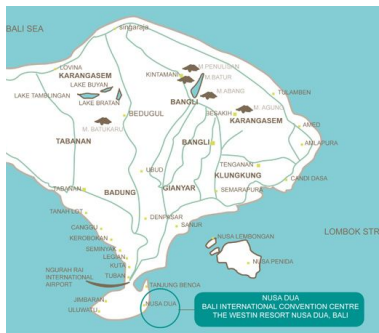 BALI SEA
singaraja
LOVINA
KARANGASEM
LAKE BUYAN
LAKE TAMBLINGAN
LAKE BRATAN
KINTAMANI
M.PENULISAN
M.BATUR
M.ABANG
BANGLI
BEDUGUL
M. BATUKARU
TABANAN
BESAKIH
M. AGUNG
KARANGASEM
TULAMBEN
AMED
AMLAPURA
BANGLI
TENGANAN
CANDI DASA
KLUNGKUNG
SEMARAPURA
UBUD
GIANYAR
BADUNG
TABANAN
TANAH LOT
DENPASAR
SANUR
CANGGU
KEROBOKAN
SEMINYAK
LEGIAN
KUTA
TUBAN
NGURAH RAI
INTERNATIONAL
AIRPORT
NUSA LEMBONGAN
LOMBOK STR
NUSA PENIDA
TANJUNG BENOA
JIMBARAN
NUSA DUA
ULUWATU
NUSA DUA
BALI INTERNATIONAL CONVENTION CENTRE
THE WESTIN RESORT NUSA DUA, BALI